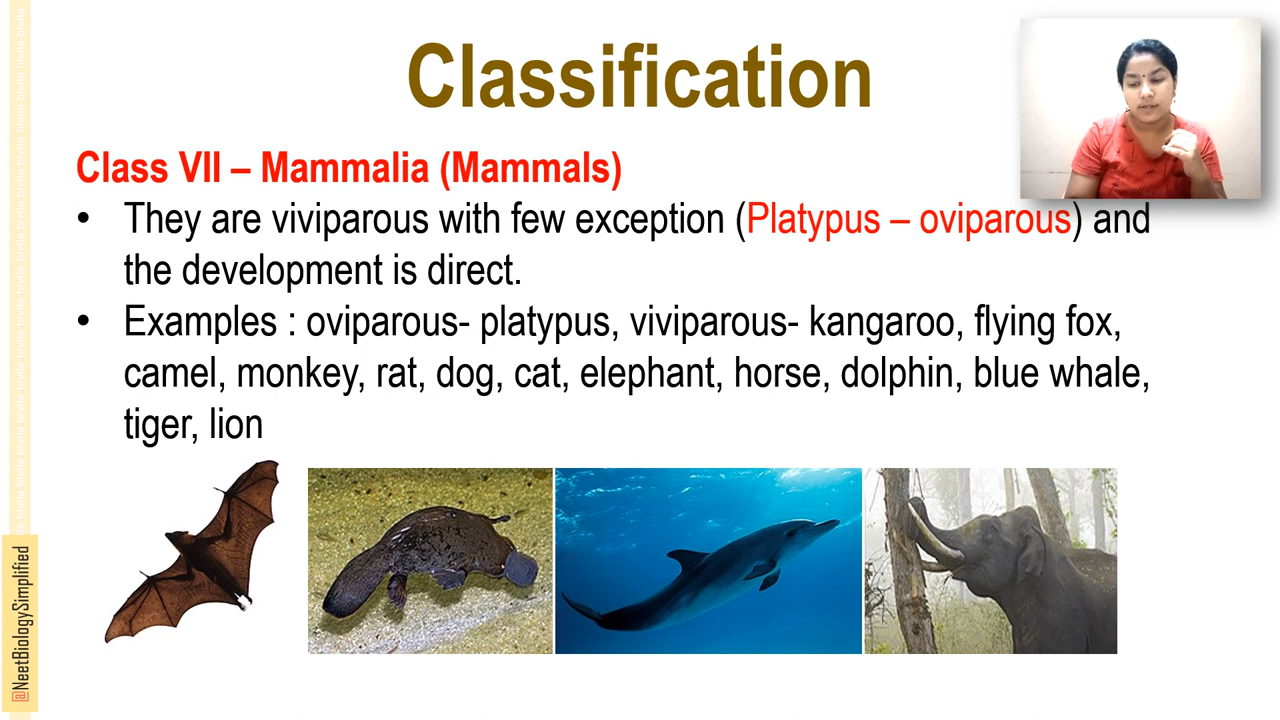 Classification
Class VII – Mammalia (Mammals)
• They are viviparous with few exception (Platypus – oviparous) and
the development is direct.
• Examples : oviparous- platypus, viviparous- kangaroo, flying fox,
camel, monkey, rat, dog, cat, elephant, horse, dolphin, blue whale,
tiger, lion
@NeetBiologySimplified